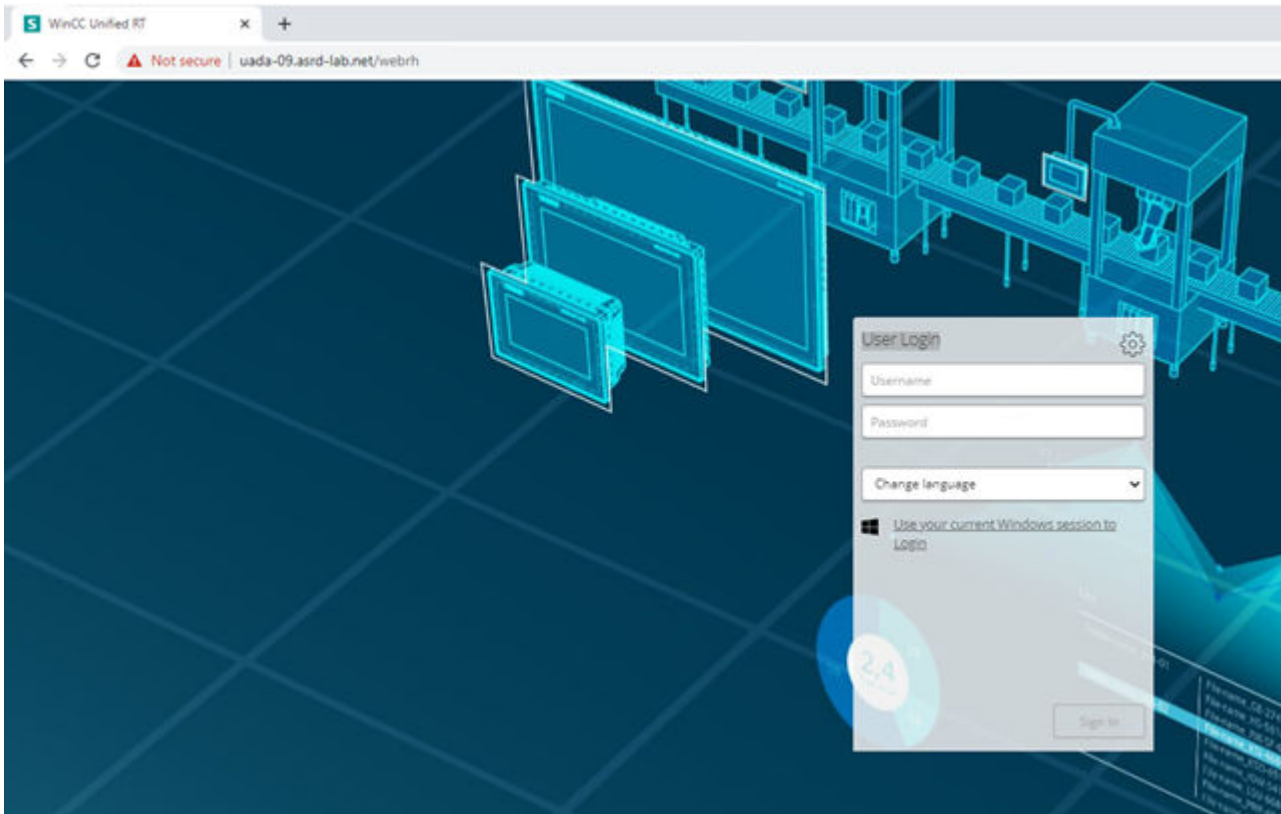 S WinCC Unified RT
Not secure | uada-09.asrd-lab.net/webrh
User Login
Username
Password
Change language
Use your current Windows session to
Login
2,4
Sign In